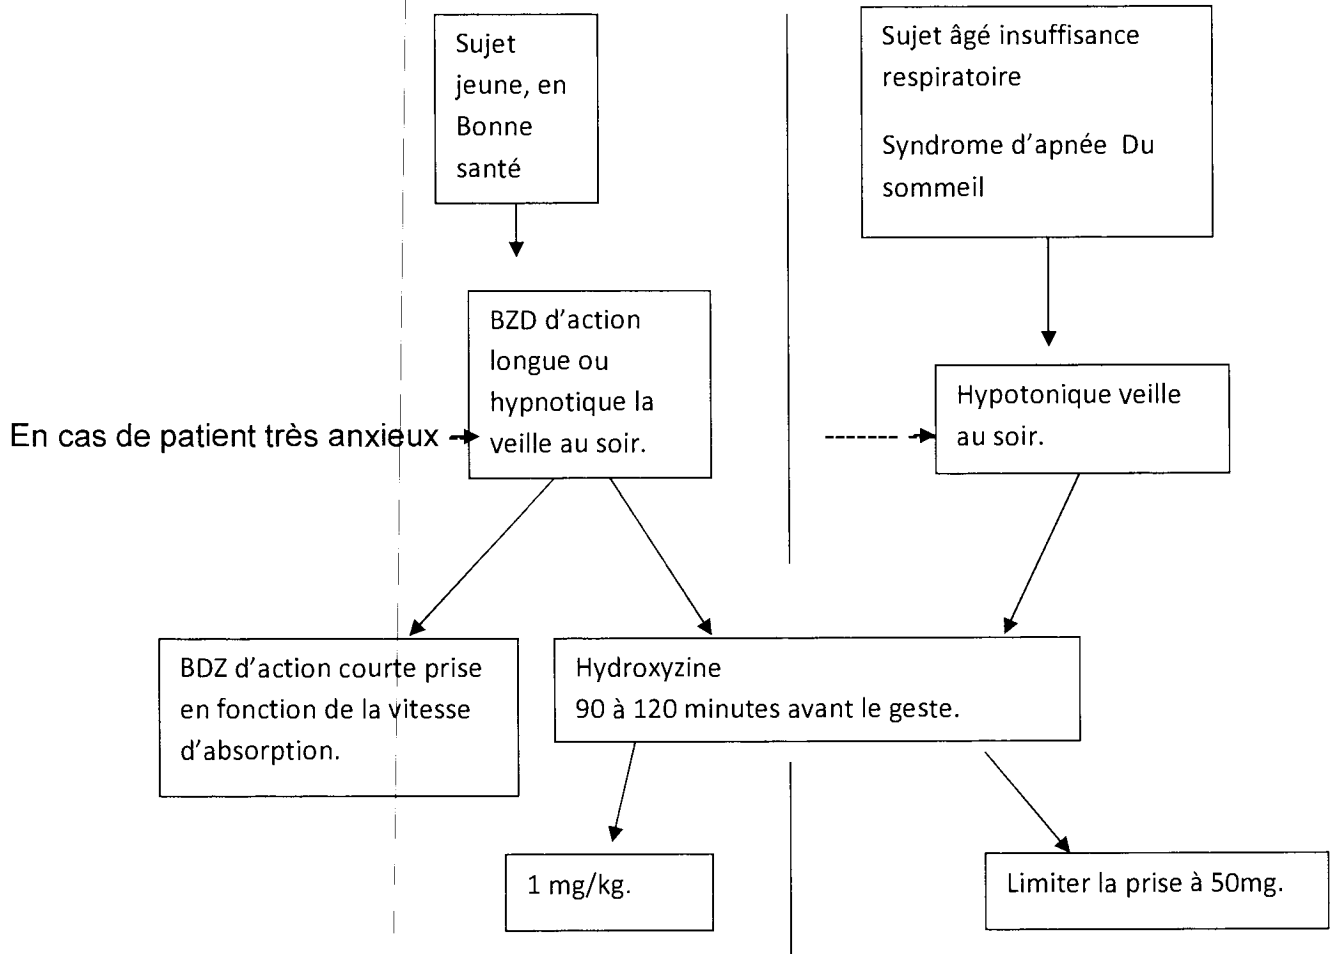 Sujet
jeune, en
Bonne
santé
Sujet âgé insuffisance
respiratoire
Syndrome d'apnée Du
sommeil
BZD d'action
longue ou
hypnotique la
veille au soir.
En cas de patient très anxieux
Hypotonique veille
au soir.
BDZ d'action courte prise
en fonction de la vitesse
d'absorption.
Hydroxyzine
90 à 120 minutes avant le geste.
1 mg/kg.
Limiter la prise à 50mg.